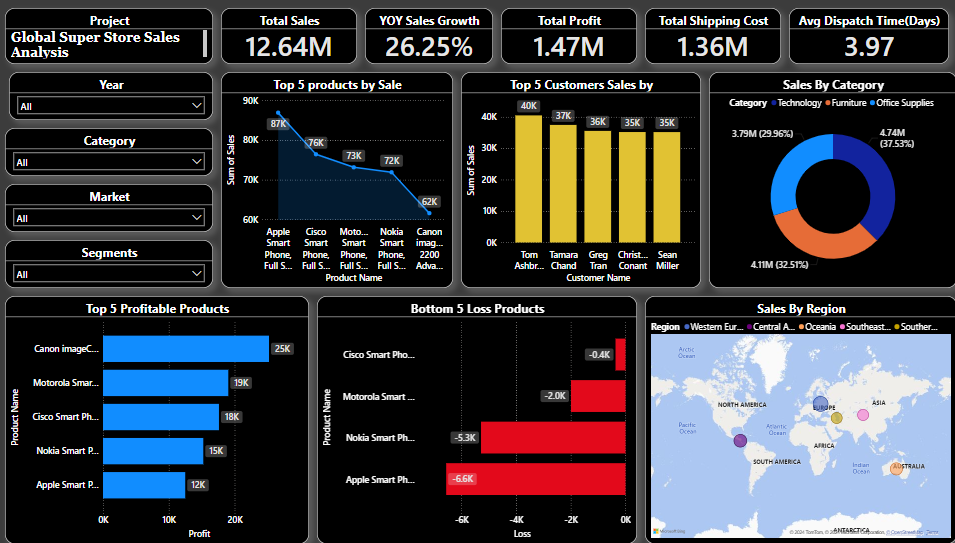 Project
Global Super Store Sales
Analysis
Total Sales
12.64M
YOY Sales Growth
26.25%
Total Profit
1.47M
Total Shipping Cost
1.36M
Avg Dispatch Time(Days)
3.97
Year
All
Category
All
Market
All
Segments
All
Top 5 products by Sale
Sum of Sales
90K
80K
70K
60K
87K
76K
73K
72K
62K
Apple
Smart
Phone,
Full S...
Cisco
Smart
Phone,
Full S...
Moto...
Smart
Phone,
Full S...
Nokia
Smart
Phone,
Full S...
Canon
imag...
2200
Adva...
Product Name
Top 5 Customers Sales by
Sum of Sales
40K
30K
20K
10K
0K
40K
37K
36K
35K
35K
Tom
Ashbr...
Tamara
Chand
Greg
Tran
Christ...
Conant
Sean
Miller
Customer Name
Sales By Category
Category Technology Furniture Office Supplies
3.79M (29.96%)
4.74M
(37.53%)
4.11M (32.51%)
Top 5 Profitable Products
Product Name
Canon imageC...
25K
Motorola Smar...
19K
Cisco Smart Ph...
18K
Nokia Smart P...
15K
Apple Smart P...
12K
0K
10K
20K
Profit
Bottom 5 Loss Products
Product Name
Cisco Smart Pho...
-0.4K
Motorola Smart ...
-2.0K
Nokia Smart Ph...
-5.3K
Apple Smart Ph...
-6.6K
-6K
-4K
-2K
0K
Loss
Sales By Region
Region Western Eur... Central A... Oceania Southeast... Souther...
Arctic
Ocean
NORTH AMERICA
EUROPE
ASIA
Pacific
Ocean
Atlantic
Ocean
AFRICA
SOUTH AMERICA
Indian
Ocean
AUSTRALIA
ANTARCTICA